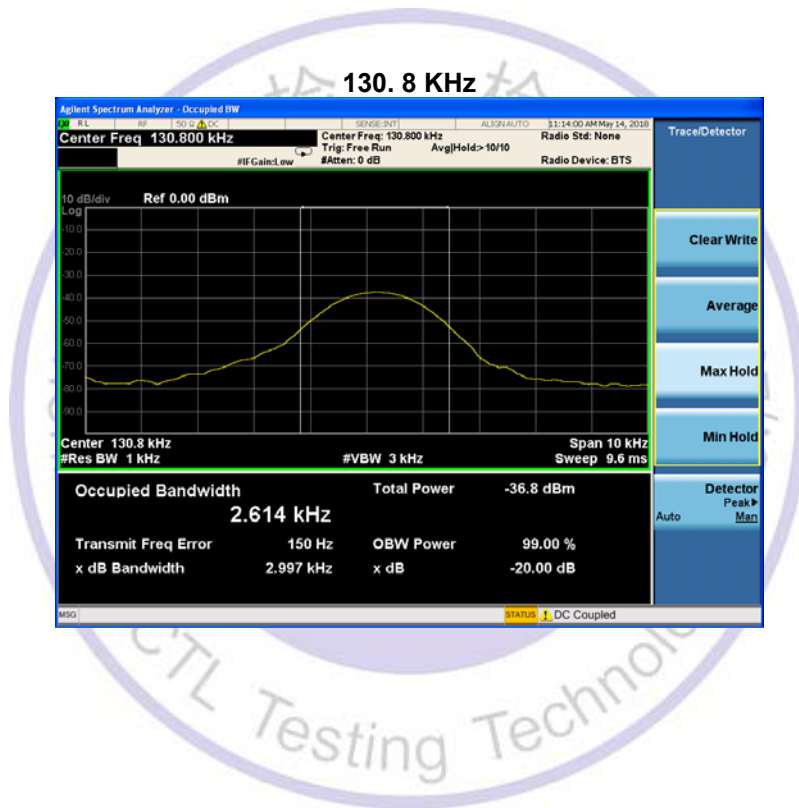 检 检
130. 8 KHz
Agilent Spectrum Analyzer - Occupied BW
RL RF 50 Ω DC SENSE:INT ALIGN AUTO 11:14:00 AM May 14, 2018
Center Freq 130.800 kHz
Center Freq: 130.800 kHz
Radio Std: None
Trig: Free Run Avg|Hold:> 10/10
#IFGain:Low #Atten: 0 dB Radio Device: BTS
Trace/Detector
10 dB/div Ref 0.00 dBm
Log
-10.0
-20.0
-30.0
-40.0
-50.0
-60.0
-70.0
-80.0
-90.0
Clear Write
Average
Max Hold
Min Hold
Center 130.8 kHz Span 10 kHz
#Res BW 1 kHz #VBW 3 kHz Sweep 9.6 ms
Occupied Bandwidth Total Power -36.8 dBm
2.614 kHz
Transmit Freq Error 150 Hz OBW Power 99.00 %
x dB Bandwidth 2.997 kHz x dB -20.00 dB
Detector
Peak▶
Auto Man
MSG STATUS DC Coupled
CTL Testing Technol